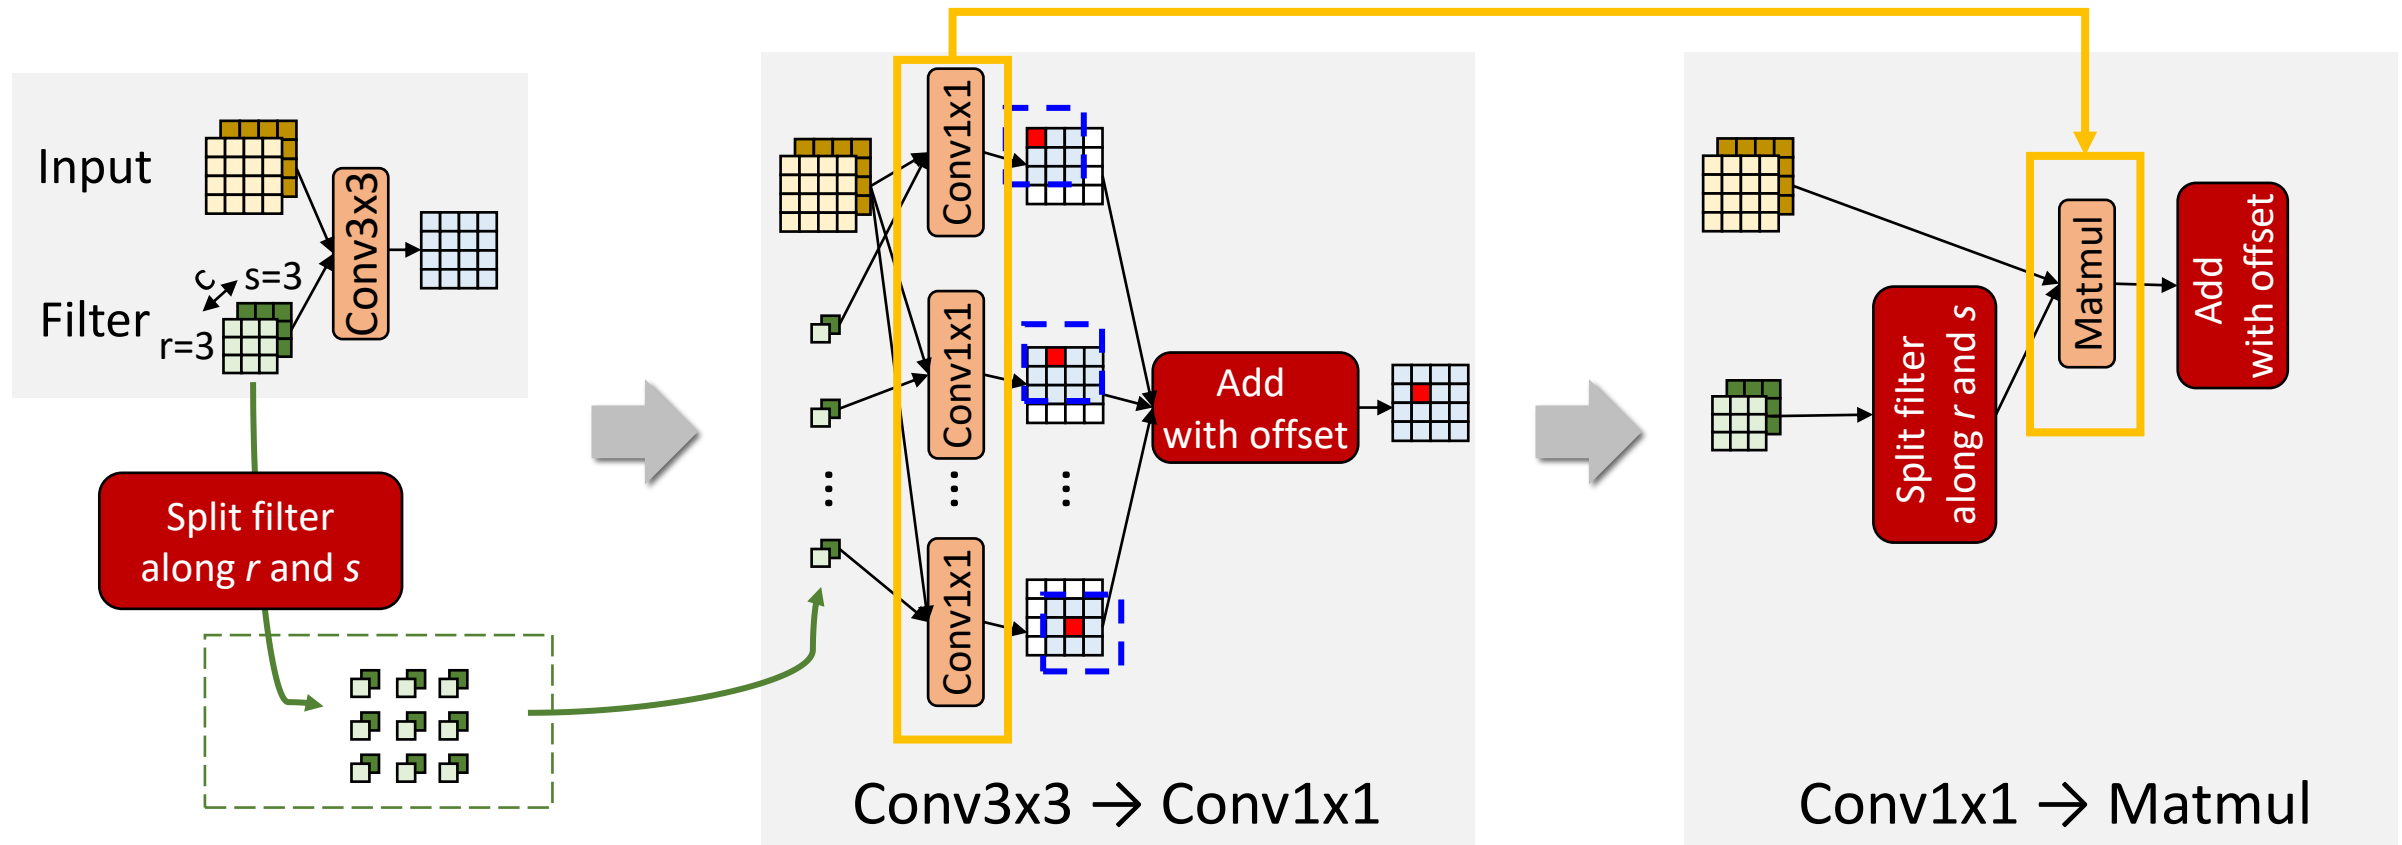 Input
Filter
c
s=3
r=3
Conv3x3
Split filter
along r and s
Conv1x1
Conv1x1
Conv1x1
Add
with offset
Conv3x3 → Conv1x1
Split filter
along r and s
Matmul
Add
with offset
Conv1x1 → Matmul